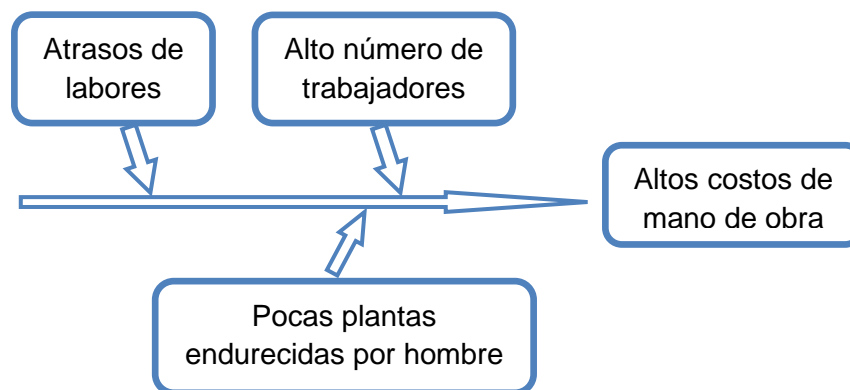 Atrasos de
labores
Alto número de
trabajadores
Altos costos de
mano de obra
Pocas plantas
endurecidas por hombre